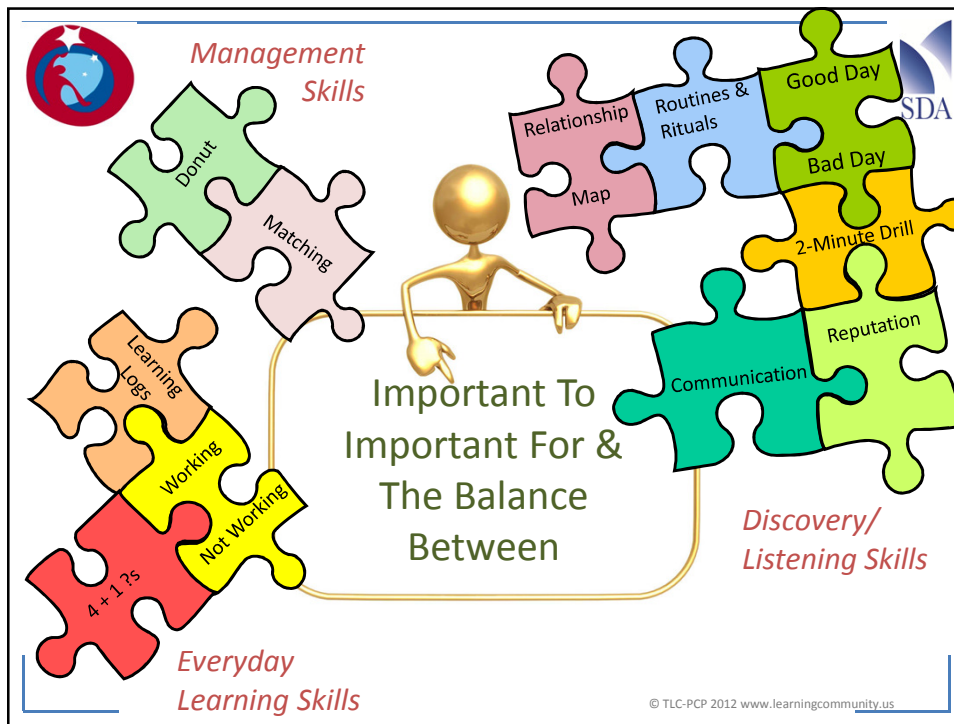 Management
Skills
Donut
Matching
Relationship
Map
Routines &
Rituals
Good Day
Bad Day
SDA
2-Minute Drill
Reputation
Communication
Learning
Logs
Working
Not Working
4 + 1 ?s
Important To
Important For &
The Balance
Between
Discovery/
Listening Skills
Everyday
Learning Skills
© TLC-PCP 2012 www.learningcommunity.us